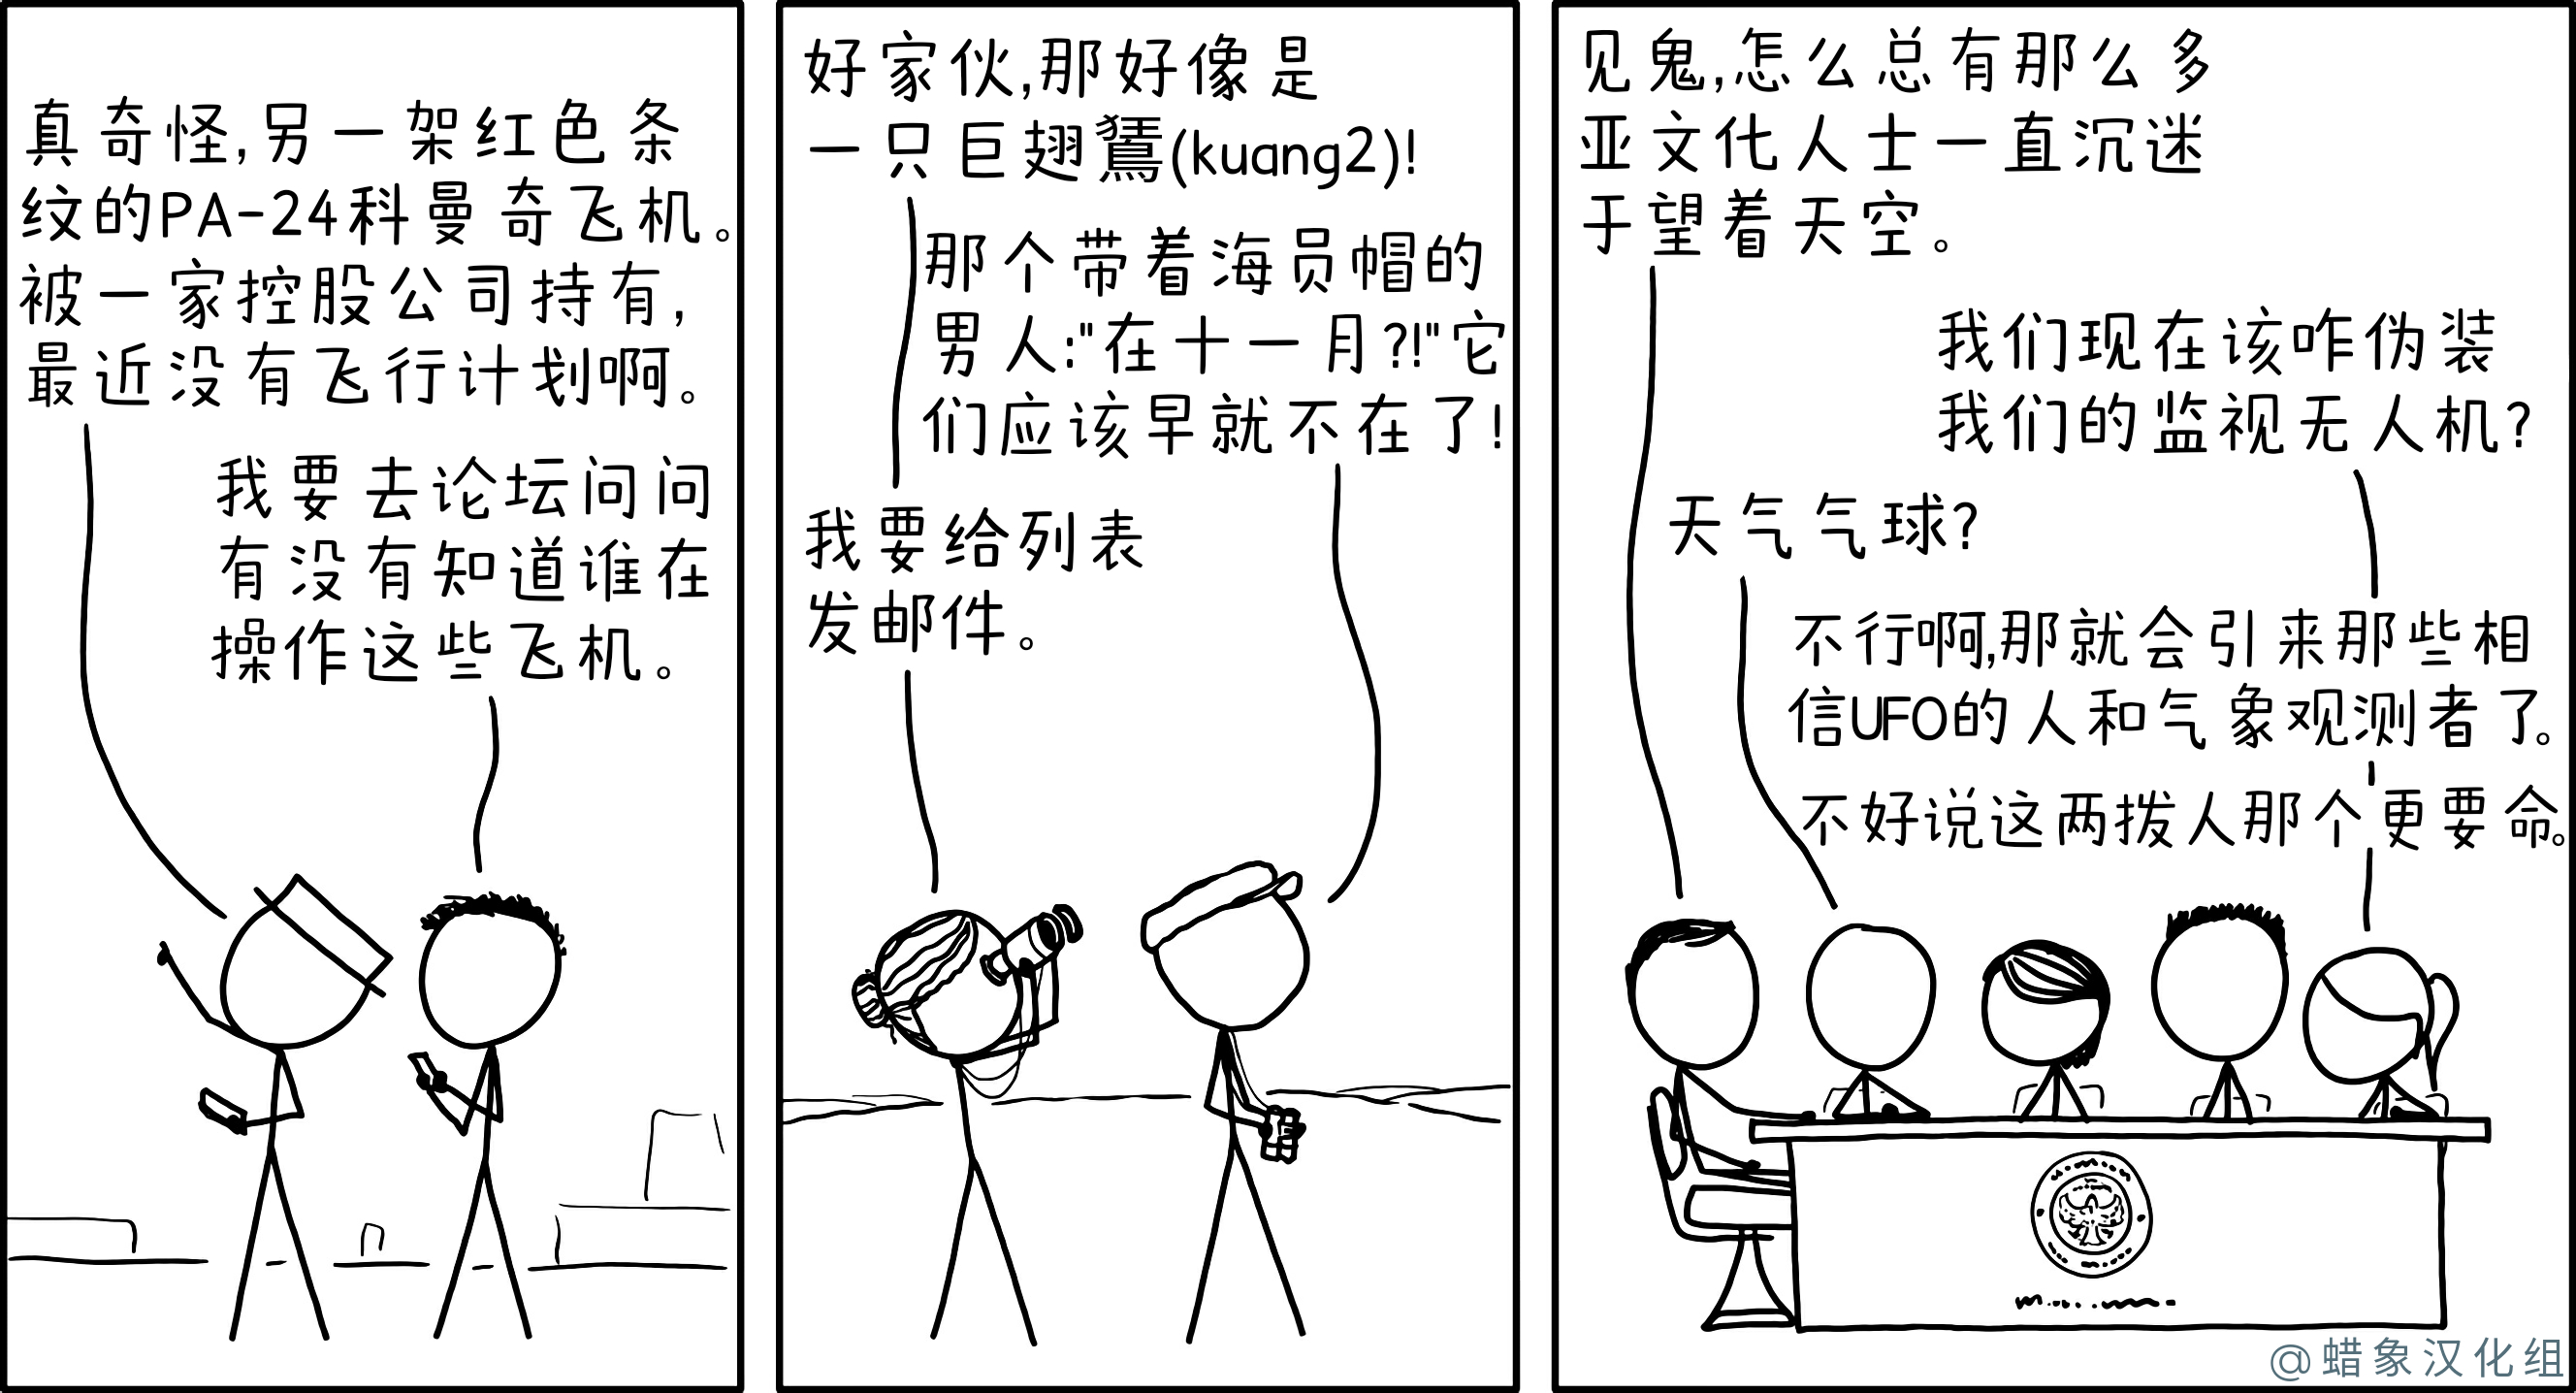 真奇怪,另一架红色条
纹的PA-24科曼奇飞机。
被一家控股公司持有,
最近没有飞行计划啊。
我要去论坛问问
有没有知道谁在
操作这些飞机。
好家伙,那好像是
一只巨翅鵟(kuang2)!
那个带着海员帽的
男人:"在十一月?!"它
们应该早就不在了!
我要给列表
发邮件。
见鬼,怎么总有那么多
亚文化人士一直沉迷
于望着天空。
我们现在该咋伪装
我们的监视无人机?
天气气球?
不行啊,那就会引来那些相
信UFO的人和气象观测者了。
不好说这两拨人那个更要命。
@蜡象汉化组